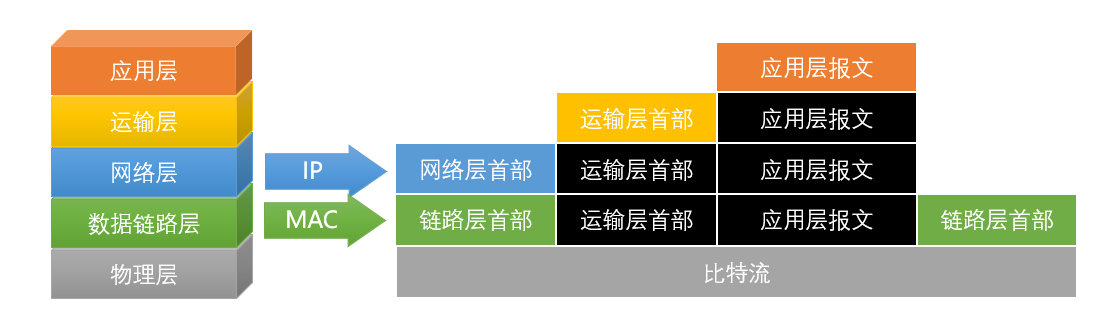 应用层
运输层
网络层
数据链路层
物理层
IP
MAC
应用层报文
运输层首部 应用层报文
网络层首部 运输层首部 应用层报文
链路层首部 运输层首部 应用层报文 链路层首部
比特流